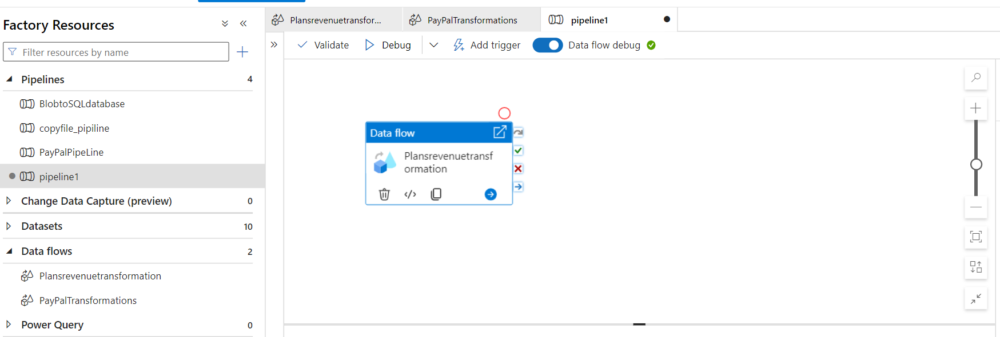 Factory Resources
Filter resources by name
Pipelines 4
BlobtoSQLdatabase
copyfile_pipiline
PayPalPipeLine
pipeline1
Change Data Capture (preview) 0
Datasets 10
Data flows 2
Plansrevenuetransformation
PayPalTransformations
Power Query 0
Plansrevenuetransfor...
PayPalTransformations
pipeline1
Validate
Debug
Add trigger
Data flow debug
Data flow
Plansrevenuetransf
ormation